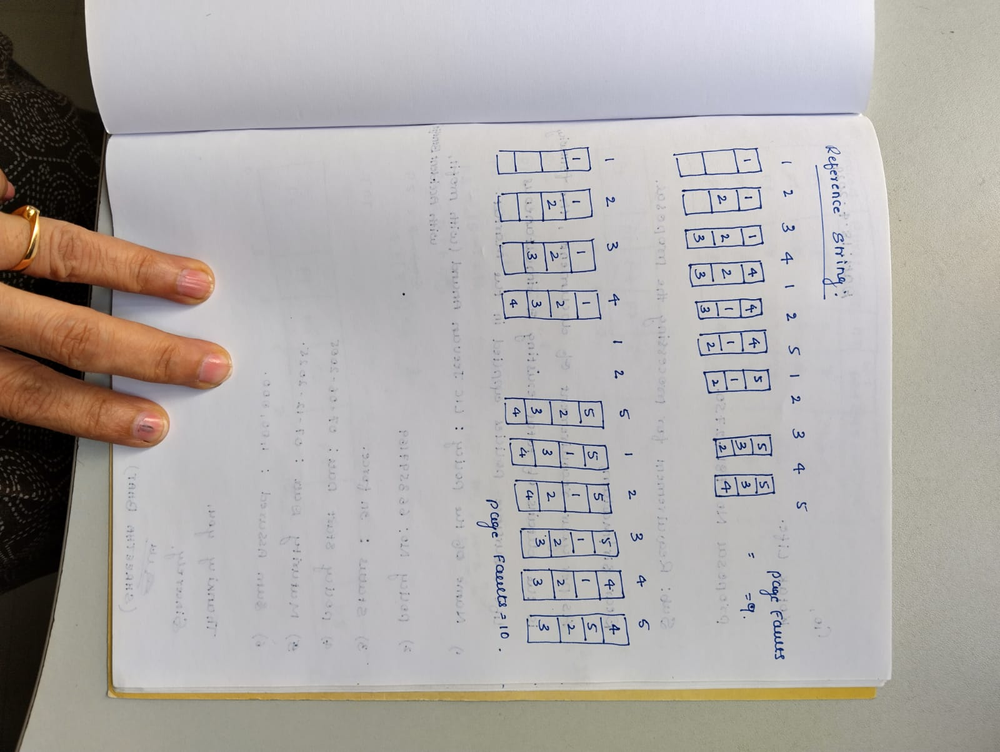 Reference String:
1 2 3 4 1 2 5 1 2 3 4 5
1 1 1 4 4 4 5 5 5
2 2 2 1 1 1 3 3
3 3 3 2 2 2 4
= Page Faults
= 9.
1 2 3 4 1 2 5 1 2 3 4 5
1 1 1 1 5 5 5 5 4 4
2 2 2 2 1 1 1 1 5
3 3 3 3 2 2 2 2
4 4 4 4 3 3 3
Page Faults = 10.